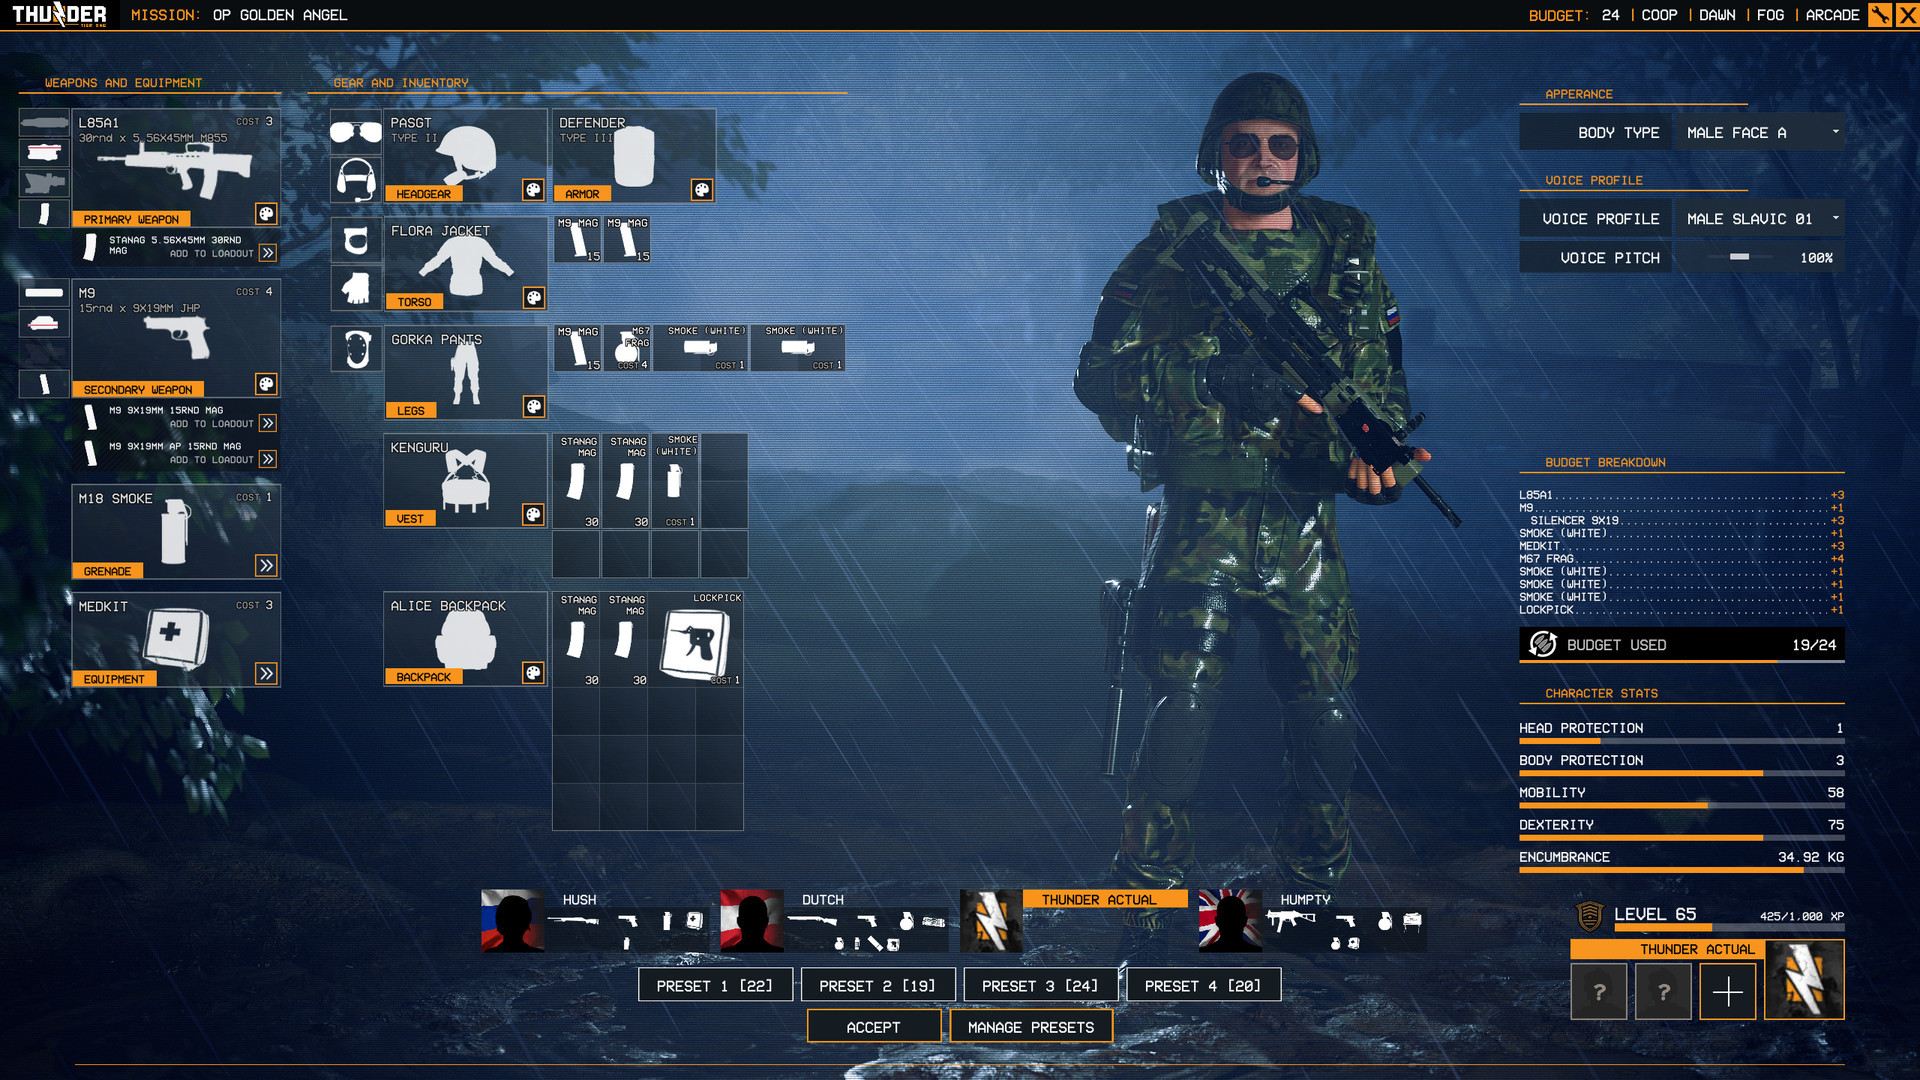 THUNDER
MISSION: OP GOLDEN ANGEL
BUDGET: 24 | COOP | DAWN | FOG | ARCADE
WEAPONS AND EQUIPMENT
L85A1
COST 3
30rnd x 5.56X45MM M855
PRIMARY WEAPON
STANAG 5.56X45MM 30RND MAG
ADD TO LOADOUT
M9
COST 4
15rnd x 9X19MM JHP
SECONDARY WEAPON
M9 9X19MM 15RND MAG
ADD TO LOADOUT
M9 9X19MM AP 15RND MAG
ADD TO LOADOUT
M18 SMOKE
COST 1
GRENADE
MEDKIT
COST 3
EQUIPMENT
GEAR AND INVENTORY
PASGT
TYPE II
HEADGEAR
DEFENDER
TYPE III
ARMOR
FLORA JACKET
TORSO
M9 MAG
15
M9 MAG
15
GORKA PANTS
LEGS
M9 MAG
15
M67 FRAG
COST 4
SMOKE (WHITE)
COST 1
SMOKE (WHITE)
COST 1
KENGURU
VEST
STANAG MAG
30
STANAG MAG
30
SMOKE (WHITE)
COST 1
ALICE BACKPACK
BACKPACK
STANAG MAG
30
STANAG MAG
30
LOCKPICK
COST 1
APPERANCE
BODY TYPE MALE FACE A
VOICE PROFILE
VOICE PROFILE MALE SLAVIC 01
VOICE PITCH 100%
BUDGET BREAKDOWN
L85A1 +3
M9 +1
SILENCER 9X19 +3
SMOKE (WHITE) +1
MEDKIT +3
M67 FRAG +4
SMOKE (WHITE) +1
SMOKE (WHITE) +1
SMOKE (WHITE) +1
LOCKPICK +1
BUDGET USED 19/24
CHARACTER STATS
HEAD PROTECTION 1
BODY PROTECTION 3
MOBILITY 58
DEXTERITY 75
ENCUMBRANCE 34.92 KG
HUSH
DUTCH
THUNDER ACTUAL
HUMPTY
LEVEL 65 425/1.000 XP
THUNDER ACTUAL
? ?
PRESET 1 [22]
PRESET 2 [19]
PRESET 3 [24]
PRESET 4 [20]
ACCEPT
MANAGE PRESETS